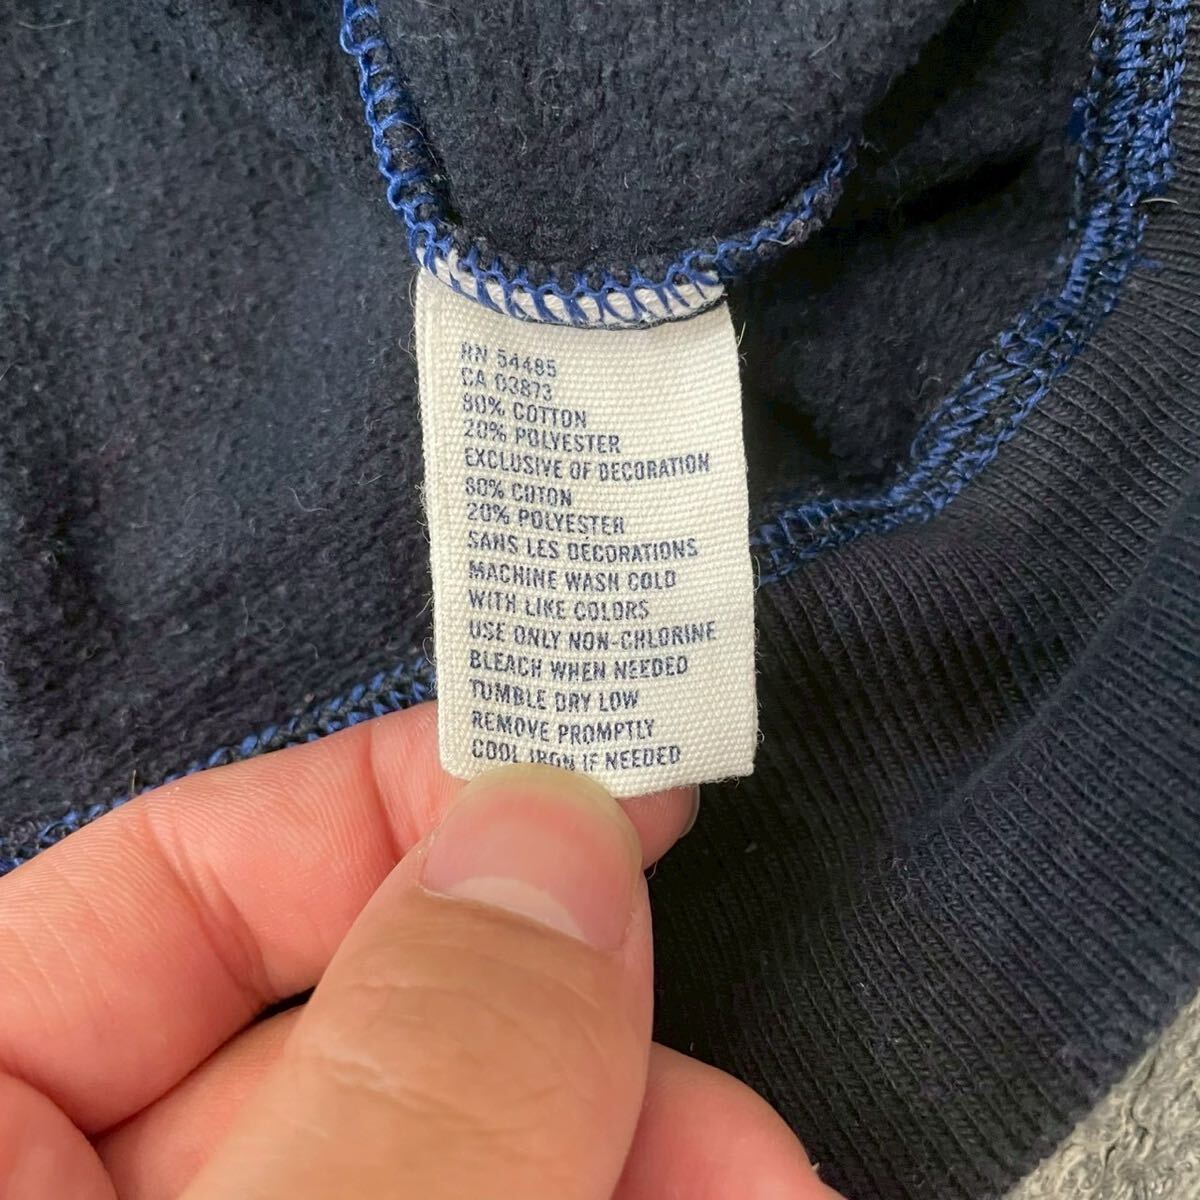 RN 54485
CA 03873
80% COTTON
20% POLYESTER
EXCLUSIVE OF DECORATION
80% COTON
20% POLYESTER
SANS LES DÉCORATIONS
MACHINE WASH COLD
WITH LIKE COLORS
USE ONLY NON-CHLORINE
BLEACH WHEN NEEDED
TUMBLE DRY LOW
REMOVE PROMPTLY
COOL IRON IF NEEDED